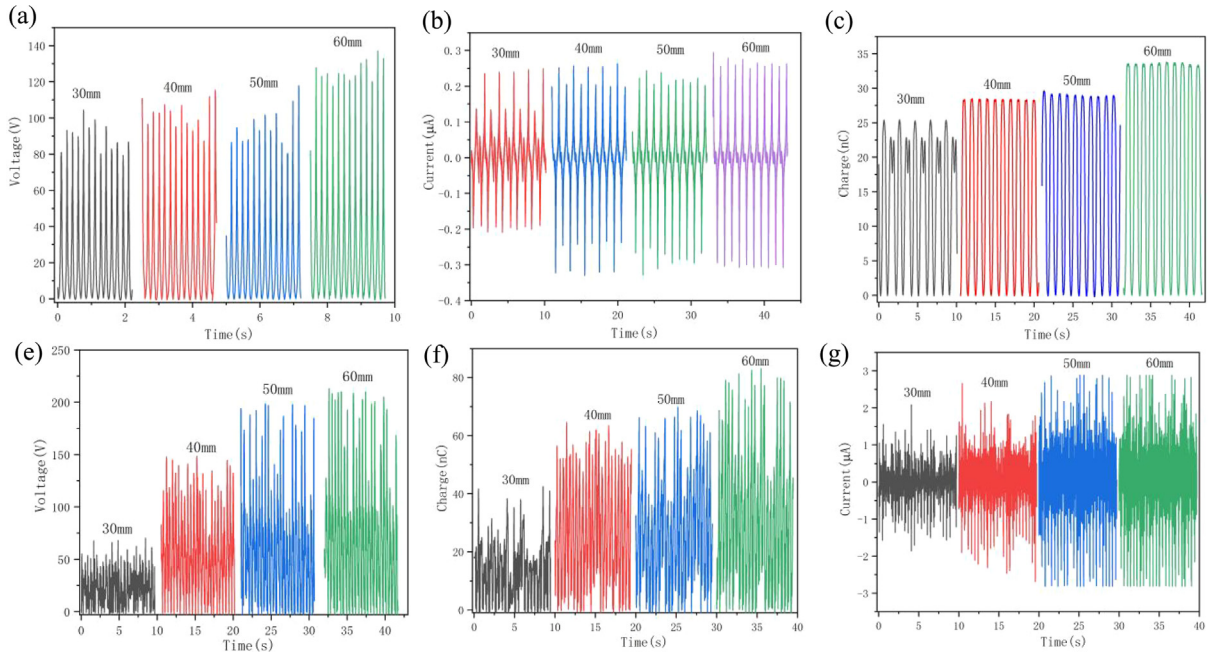 (a)
140
120
100
80
60
40
20
0
Voltage(V)
30mm
40mm
50mm
60mm
0 2 4 6 8 10
Time(s)
(b)
0.3
0.2
0.1
0.0
-0.1
-0.2
-0.3
-0.4
Current(μA)
30mm
40mm
50mm
60mm
0 10 20 30 40
Time(s)
(c)
35
30
25
20
15
10
5
0
Charge(nC)
30mm
40mm
50mm
60mm
0 5 10 15 20 25 30 35 40
Time(s)
(e)
250
200
150
100
50
0
Voltage(V)
30mm
40mm
50mm
60mm
0 5 10 15 20 25 30 35 40
Time(s)
(f)
80
60
40
20
0
Charge(nC)
30mm
40mm
50mm
60mm
0 5 10 15 20 25 30 35 40
Time(s)
(g)
3
2
1
0
-1
-2
-3
Current(μA)
30mm
40mm
50mm
60mm
0 5 10 15 20 25 30 35 40
Time(s)